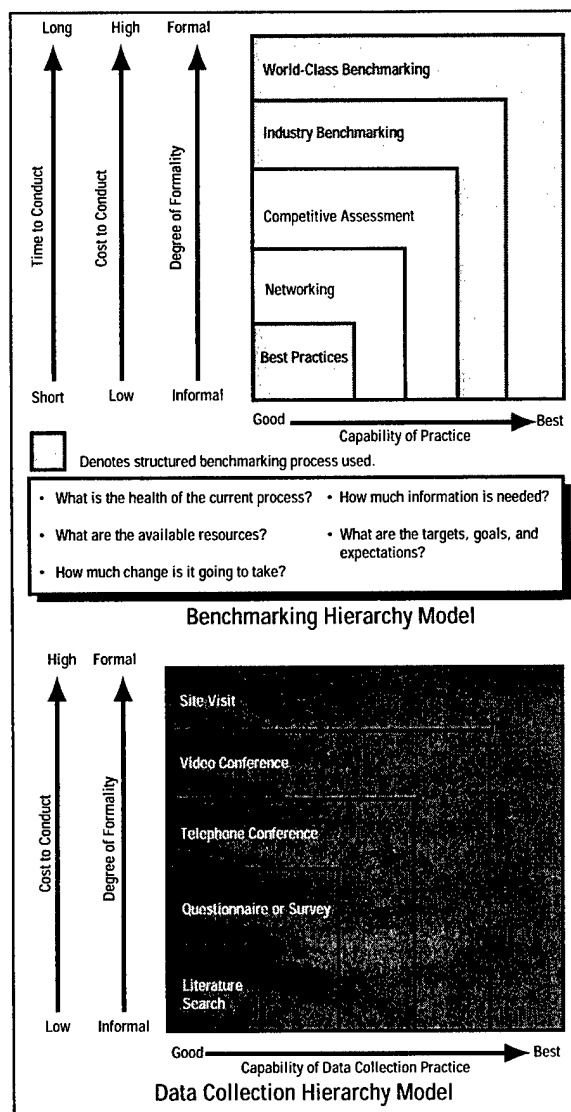 Long High Formal
World-Class Benchmarking
Industry Benchmarking
Competitive Assessment
Networking
Best Practices
Time to Conduct
Cost to Conduct
Degree of Formality
Short Low Informal
Good Best
Capability of Practice
Denotes structured benchmarking process used.
• What is the health of the current process?
• What are the available resources?
• How much change is it going to take?
• How much information is needed?
• What are the targets, goals, and
expectations?
Benchmarking Hierarchy Model
High Formal
Site Visit
Video Conference
Telephone Conference
Questionnaire or Survey
Literature
Search
Cost to Conduct
Degree of Formality
Low Informal
Good Best
Capability of Data Collection Practice
Data Collection Hierarchy Model